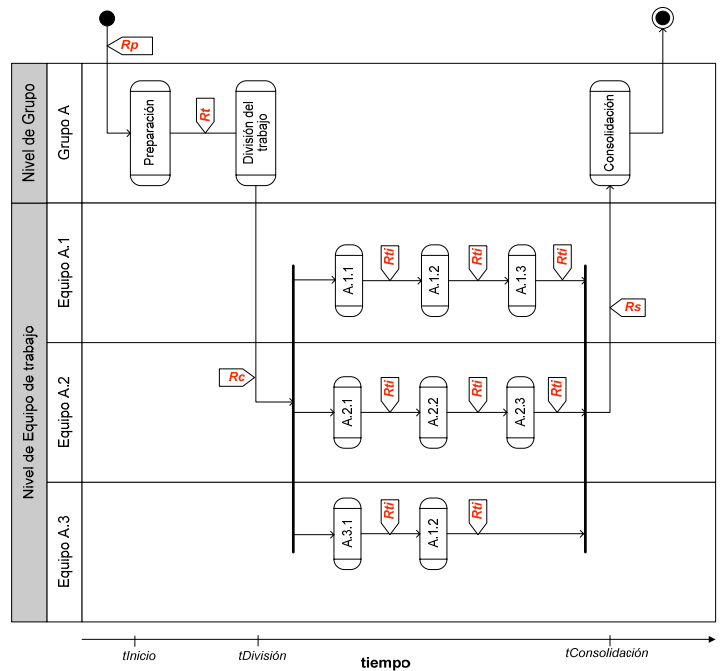 Rp
Nivel de Grupo
Grupo A
Preparación
Rt
División del
trabajo
Consolidación
Nivel de Equipo de trabajo
Equipo A.1
A.1.1
Rti
A.1.2
Rti
A.1.3
Rti
Rs
Rc
Equipo A.2
A.2.1
Rti
A.2.2
Rti
A.2.3
Rti
Equipo A.3
A.3.1
Rti
A.1.2
Rti
tInicio
tDivisión
tiempo
tConsolidación